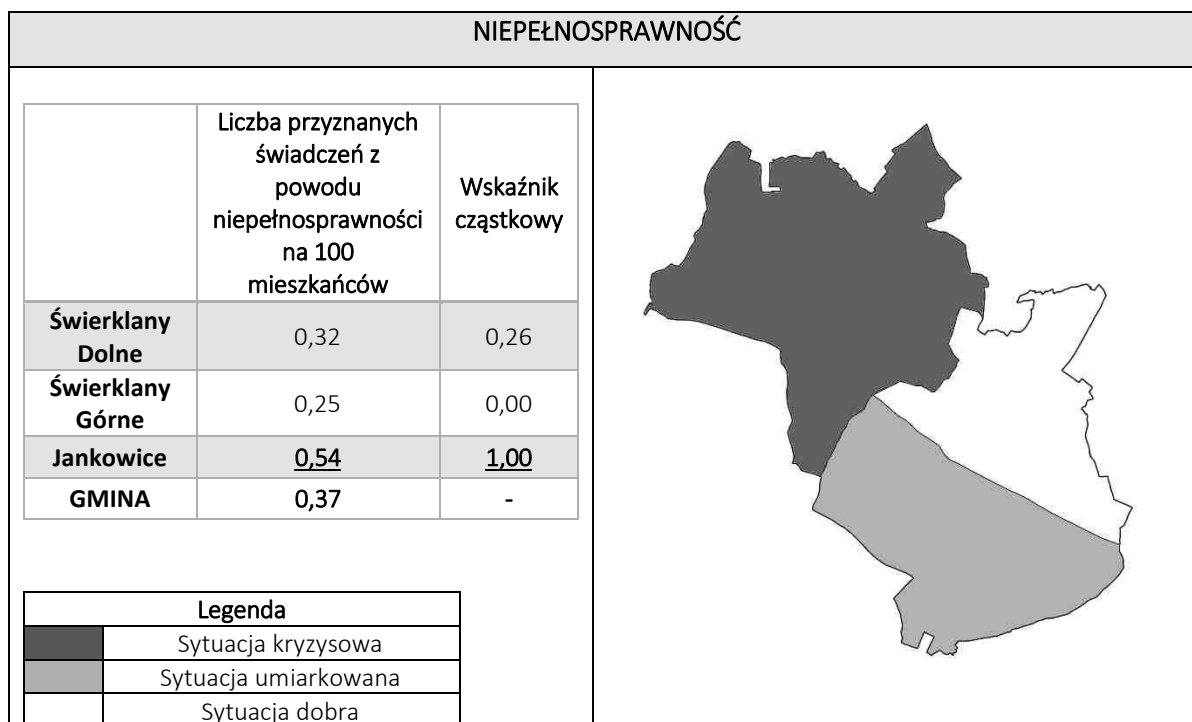 NIEPEŁNOSPRAWNOŚĆ
Liczba przyznanych
świadczeń z
powodu
niepełnosprawności
na 100
mieszkańców
Wskaźnik
cząstkowy
Świerklany
Dolne
0,32
0,26
Świerklany
Górne
0,25
0,00
Jankowice
0,54
1,00
GMINA
0,37
-
Legenda
Sytuacja kryzysowa
Sytuacja umiarkowana
Sytuacja dobra